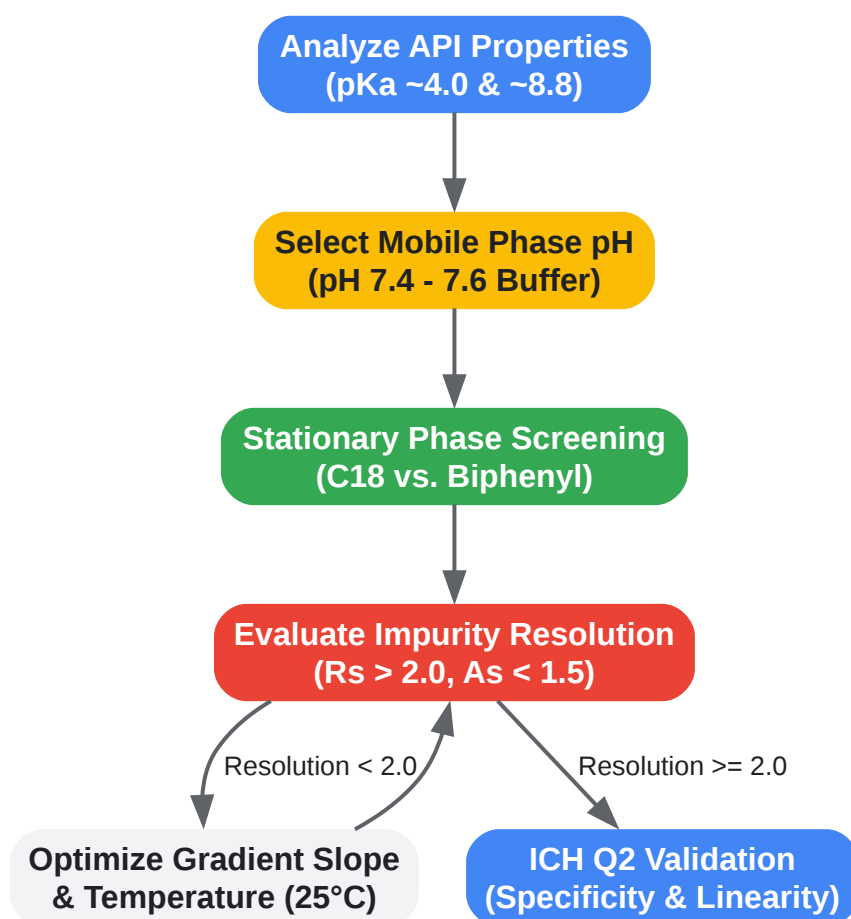 Analyze API Properties
(pKa ~4.0 & ~8.8)
Select Mobile Phase pH
(pH 7.4 - 7.6 Buffer)
Stationary Phase Screening
(C18 vs. Biphenyl)
Evaluate Impurity Resolution
(Rs > 2.0, As < 1.5)
Resolution < 2.0
Resolution >= 2.0
Optimize Gradient Slope
& Temperature (25°C)
ICH Q2 Validation
(Specificity & Linearity)